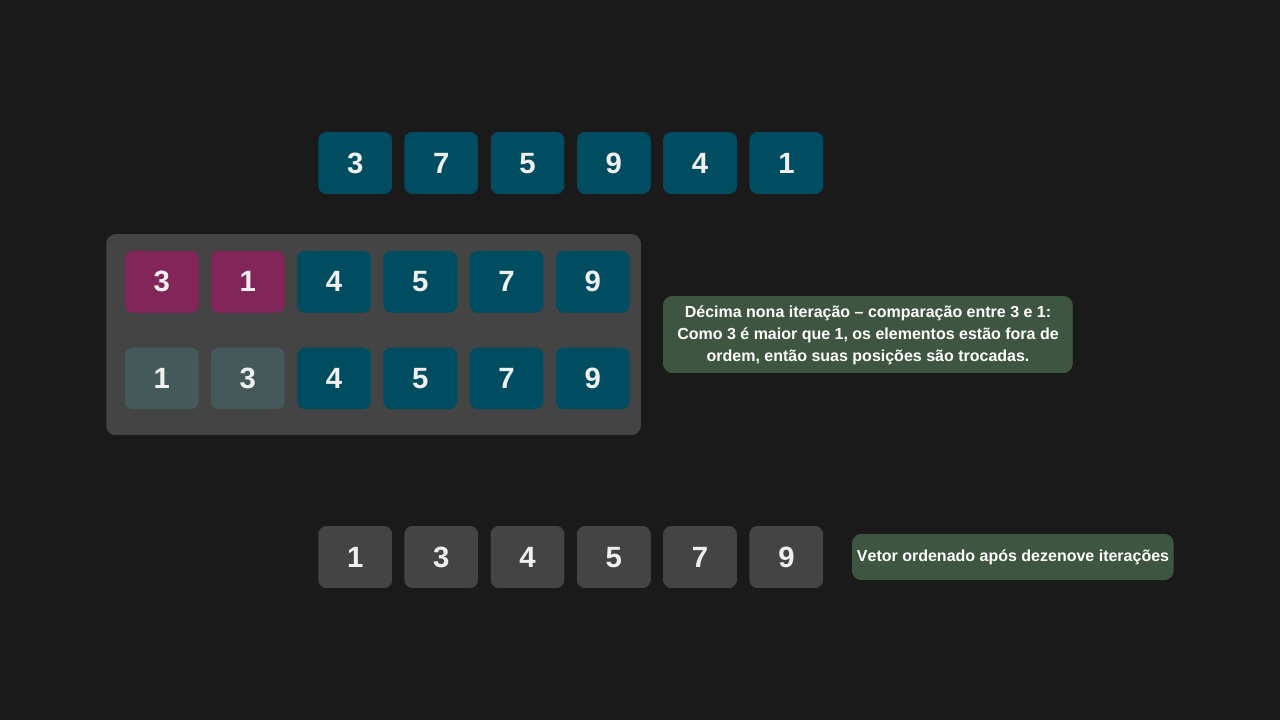 3 7 5 9 4 1
3 1 4 5 7 9
Décima nona iteração – comparação entre 3 e 1:
Como 3 é maior que 1, os elementos estão fora de
ordem, então suas posições são trocadas.
1 3 4 5 7 9
1 3 4 5 7 9
Vetor ordenado após dezenove iterações